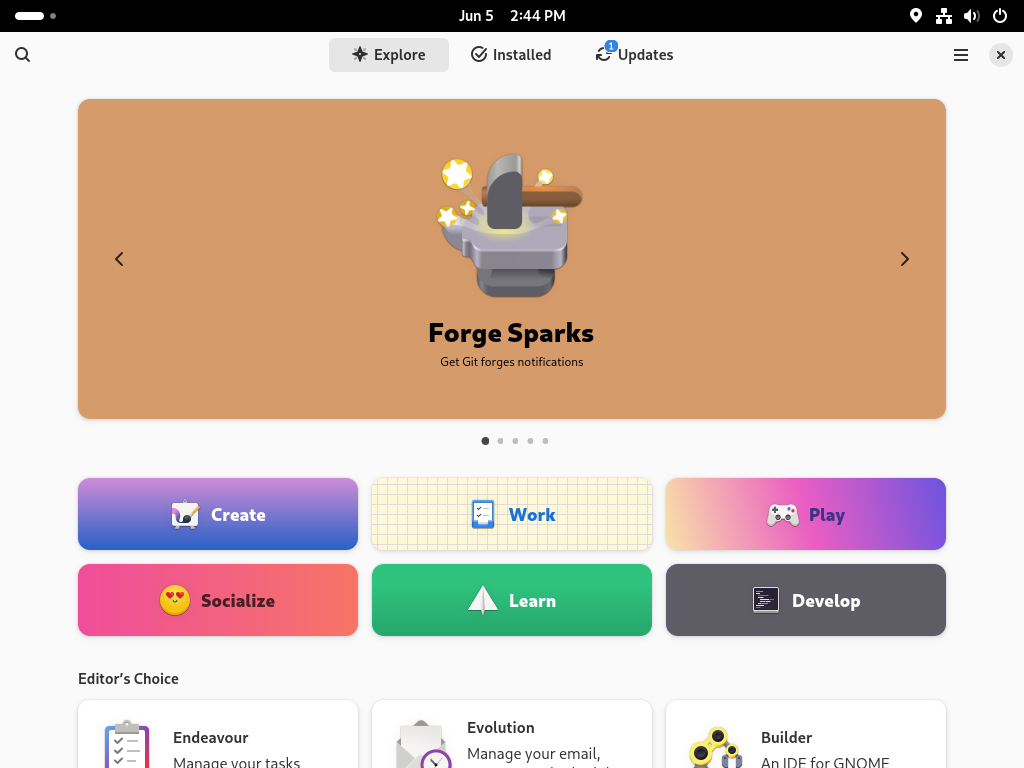 Jun 5 2:44 PM
Explore
Installed
1
Updates
Forge Sparks
Get Git forges notifications
Create
Work
Play
Socialize
Learn
Develop
Editor’s Choice
Endeavour
Manage your tasks
Evolution
Manage your email,
Builder
An IDE for GNOME